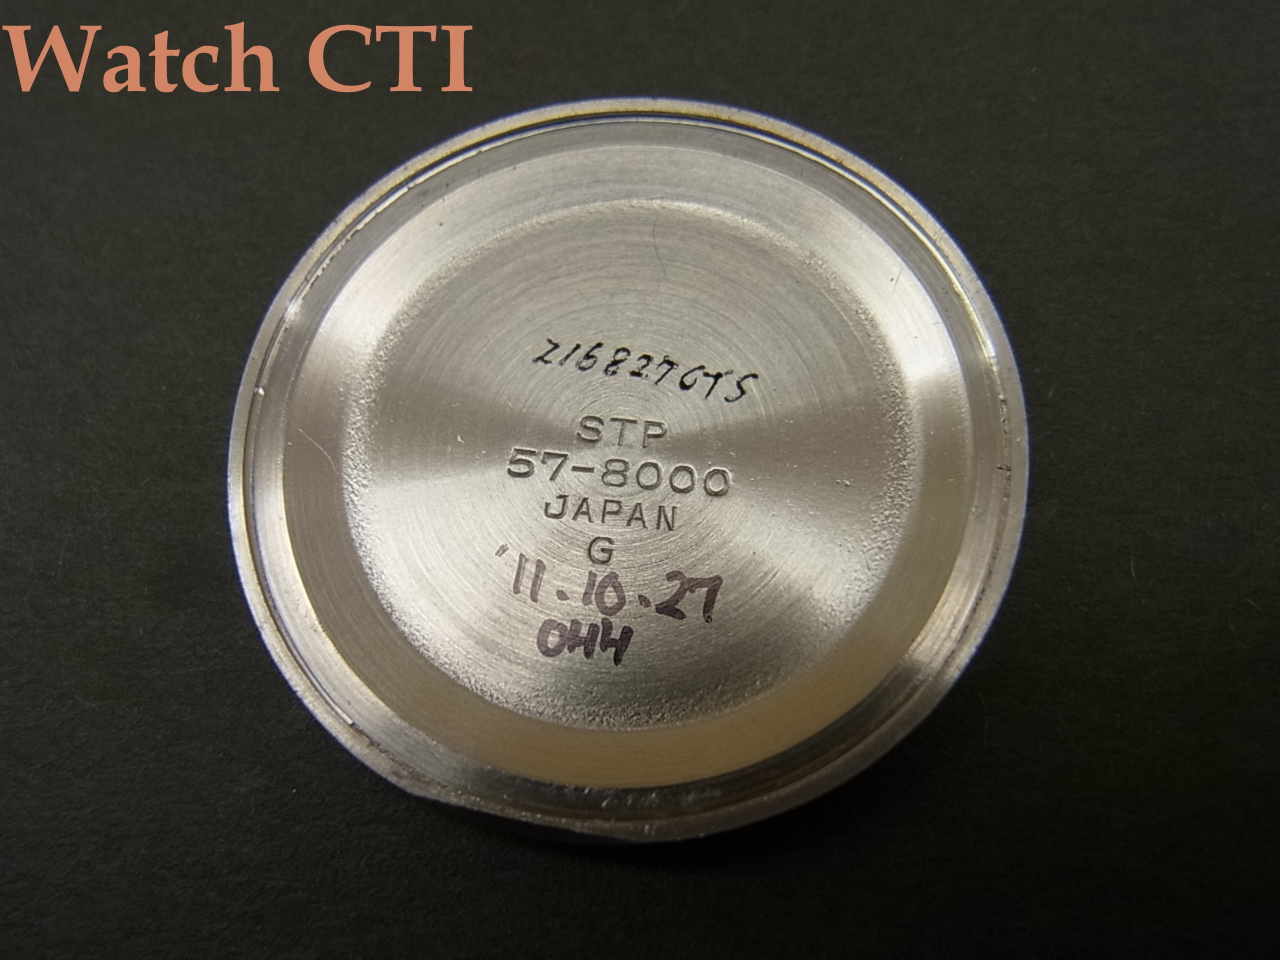 Watch CTI
216827GTS
STP
57-8000
JAPAN
G
'11.10.27
OHH